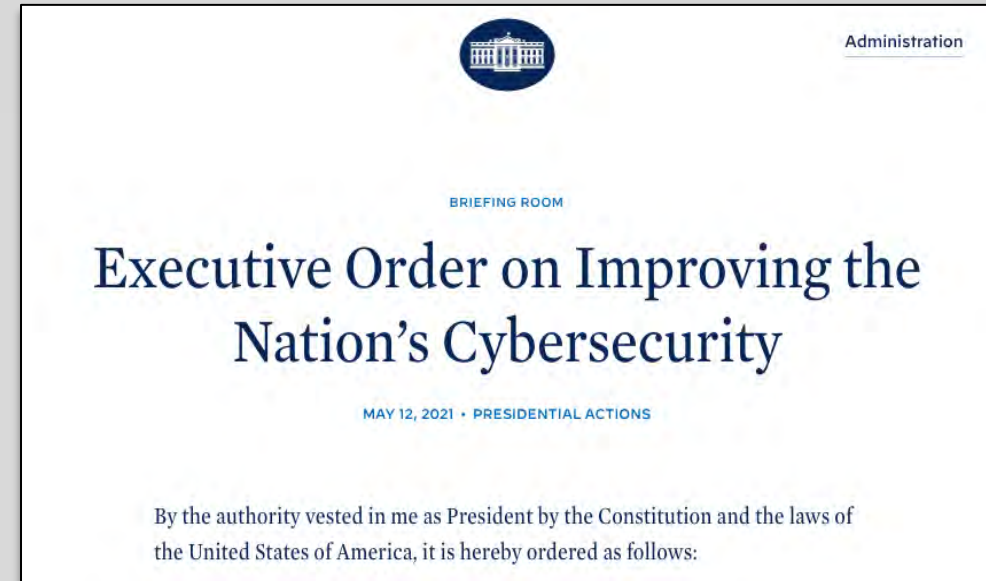 Administration
BRIEFING ROOM
Executive Order on Improving the
Nation’s Cybersecurity
MAY 12, 2021 • PRESIDENTIAL ACTIONS
By the authority vested in me as President by the Constitution and the laws of
the United States of America, it is hereby ordered as follows: